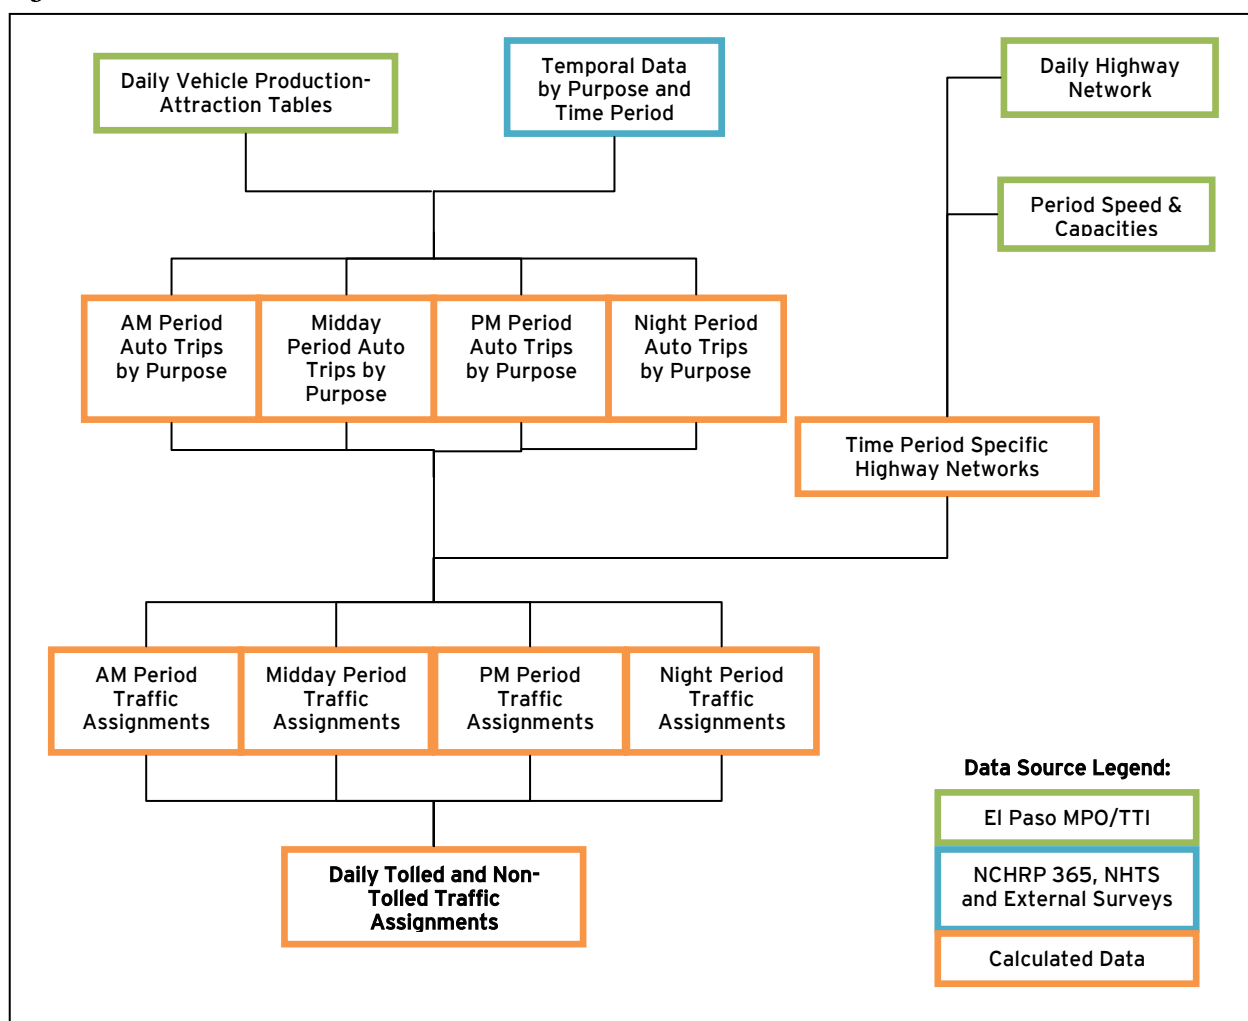 Daily Vehicle Production-
Attraction Tables
Temporal Data
by Purpose and
Time Period
Daily Highway
Network
Period Speed &
Capacities
AM Period
Auto Trips
by Purpose
Midday
Period Auto
Trips by
Purpose
PM Period
Auto Trips
by Purpose
Night Period
Auto Trips
by Purpose
Time Period Specific
Highway Networks
AM Period
Traffic
Assignments
Midday Period
Traffic
Assignments
PM Period
Traffic
Assignments
Night Period
Traffic
Assignments
Daily Tolled and Non-
Tolled Traffic
Assignments
Data Source Legend:
El Paso MPO/TTI
NCHRP 365, NHTS
and External Surveys
Calculated Data